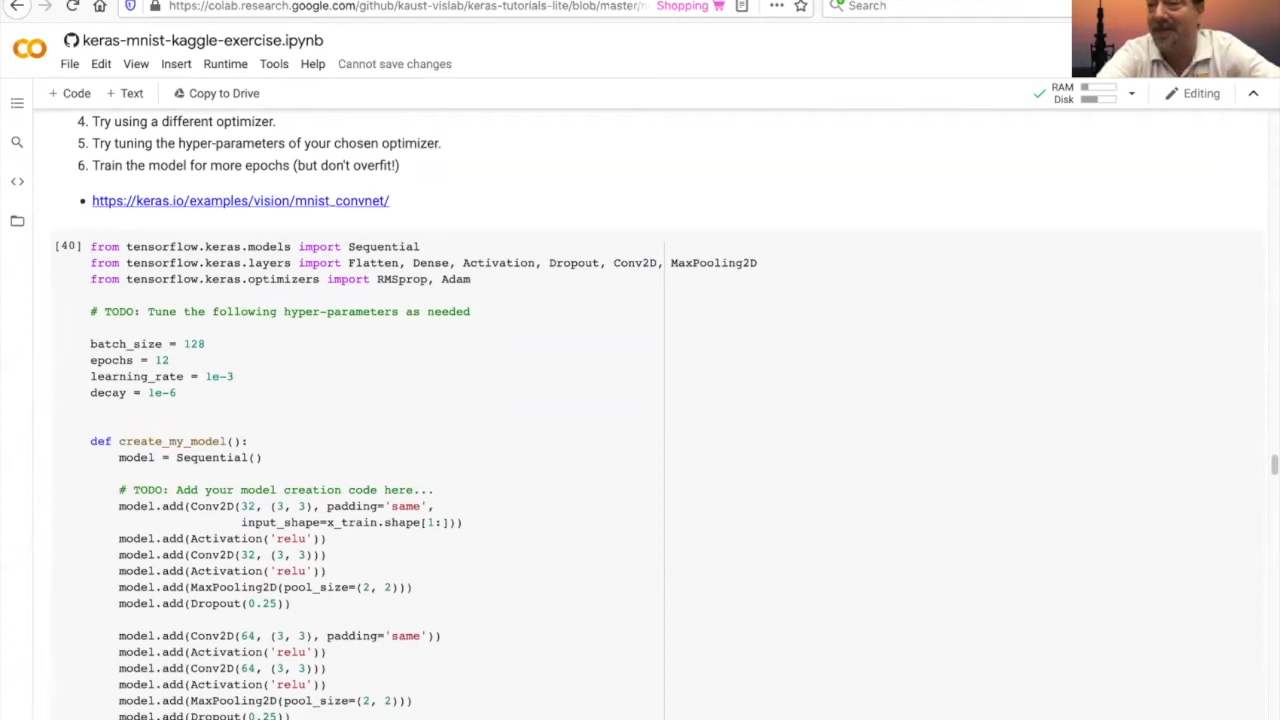 https://colab.research.google.com/github/kaust-vislab/keras-tutorials-lite/blob/master/n
Shopping
Search
keras-mnist-kaggle-exercise.ipynb
File Edit View Insert Runtime Tools Help Cannot save changes
+ Code + Text Copy to Drive
RAM
Disk
Editing
4. Try using a different optimizer.
5. Try tuning the hyper-parameters of your chosen optimizer.
6. Train the model for more epochs (but don't overfit!)
• https://keras.io/examples/vision/mnist_convnet/
[40] from tensorflow.keras.models import Sequential
from tensorflow.keras.layers import Flatten, Dense, Activation, Dropout, Conv2D, MaxPooling2D
from tensorflow.keras.optimizers import RMSprop, Adam
# TODO: Tune the following hyper-parameters as needed
batch_size = 128
epochs = 12
learning_rate = 1e-3
decay = 1e-6
def create_my_model():
model = Sequential()
# TODO: Add your model creation code here...
model.add(Conv2D(32, (3, 3), padding='same',
input_shape=x_train.shape[1:]))
model.add(Activation('relu'))
model.add(Conv2D(32, (3, 3)))
model.add(Activation('relu'))
model.add(MaxPooling2D(pool_size=(2, 2)))
model.add(Dropout(0.25))
model.add(Conv2D(64, (3, 3), padding='same'))
model.add(Activation('relu'))
model.add(Conv2D(64, (3, 3)))
model.add(Activation('relu'))
model.add(MaxPooling2D(pool_size=(2, 2)))
model.add(Dropout(0.25))